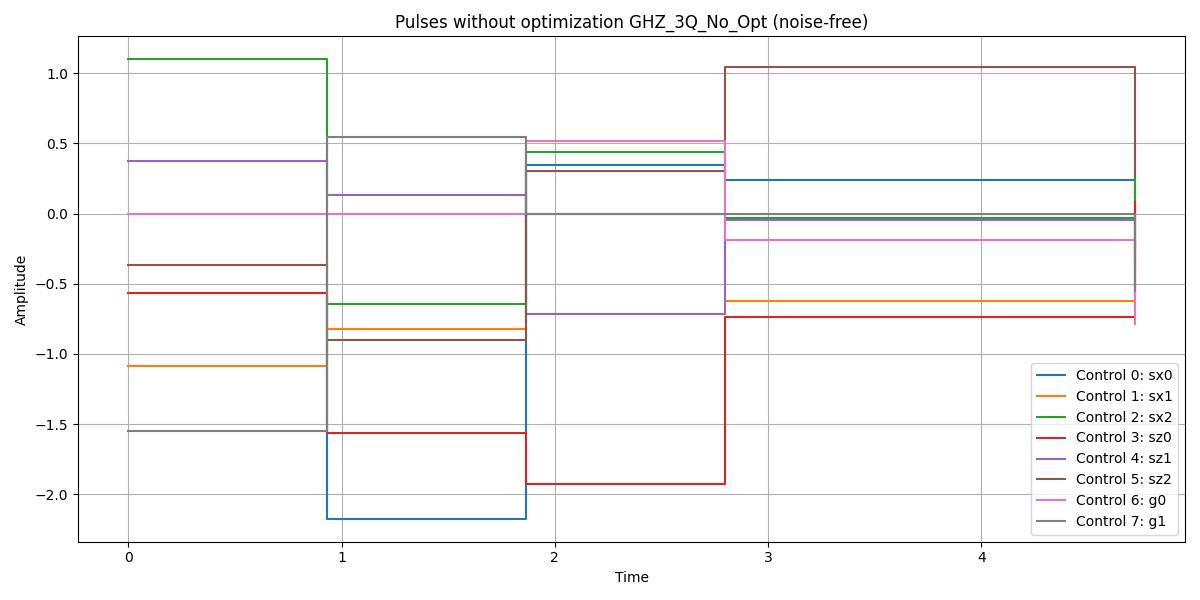 Pulses without optimization GHZ_3Q_No_Opt (noise-free)
Amplitude
1.0
0.5
0.0
−0.5
−1.0
−1.5
−2.0
0 1 2 3 4
Time
Control 0: sx0
Control 1: sx1
Control 2: sx2
Control 3: sz0
Control 4: sz1
Control 5: sz2
Control 6: g0
Control 7: g1